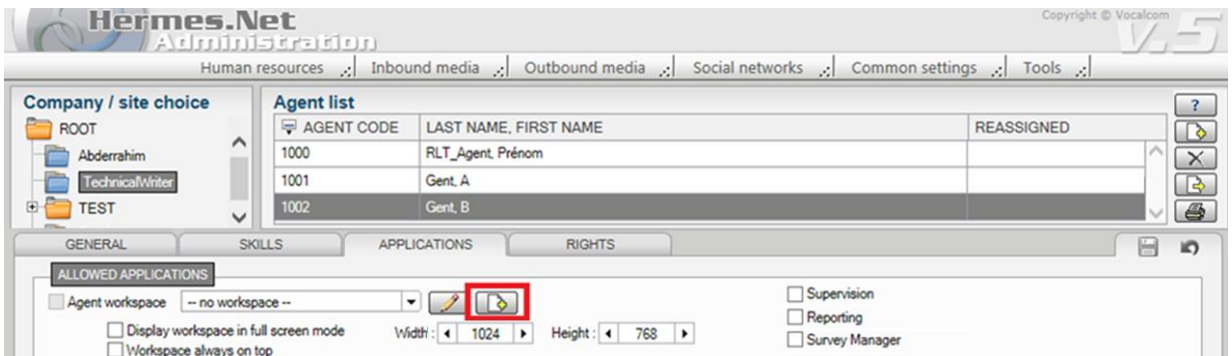 Hermes.Net
Administration
Copyright © Vocalcom
V.5
Human resources Inbound media Outbound media Social networks Common settings Tools
Company / site choice
ROOT
Abderrahim
TechnicalWriter
TEST
Agent list
AGENT CODE LAST NAME, FIRST NAME REASSIGNED
1000 RLT_Agent, Prénom
1001 Gent, A
1002 Gent, B
?
GENERAL SKILLS APPLICATIONS RIGHTS
ALLOWED APPLICATIONS
Agent workspace -- no workspace --
Display workspace in full screen mode Width : 1024 Height : 768
Workspace always on top
Supervision
Reporting
Survey Manager